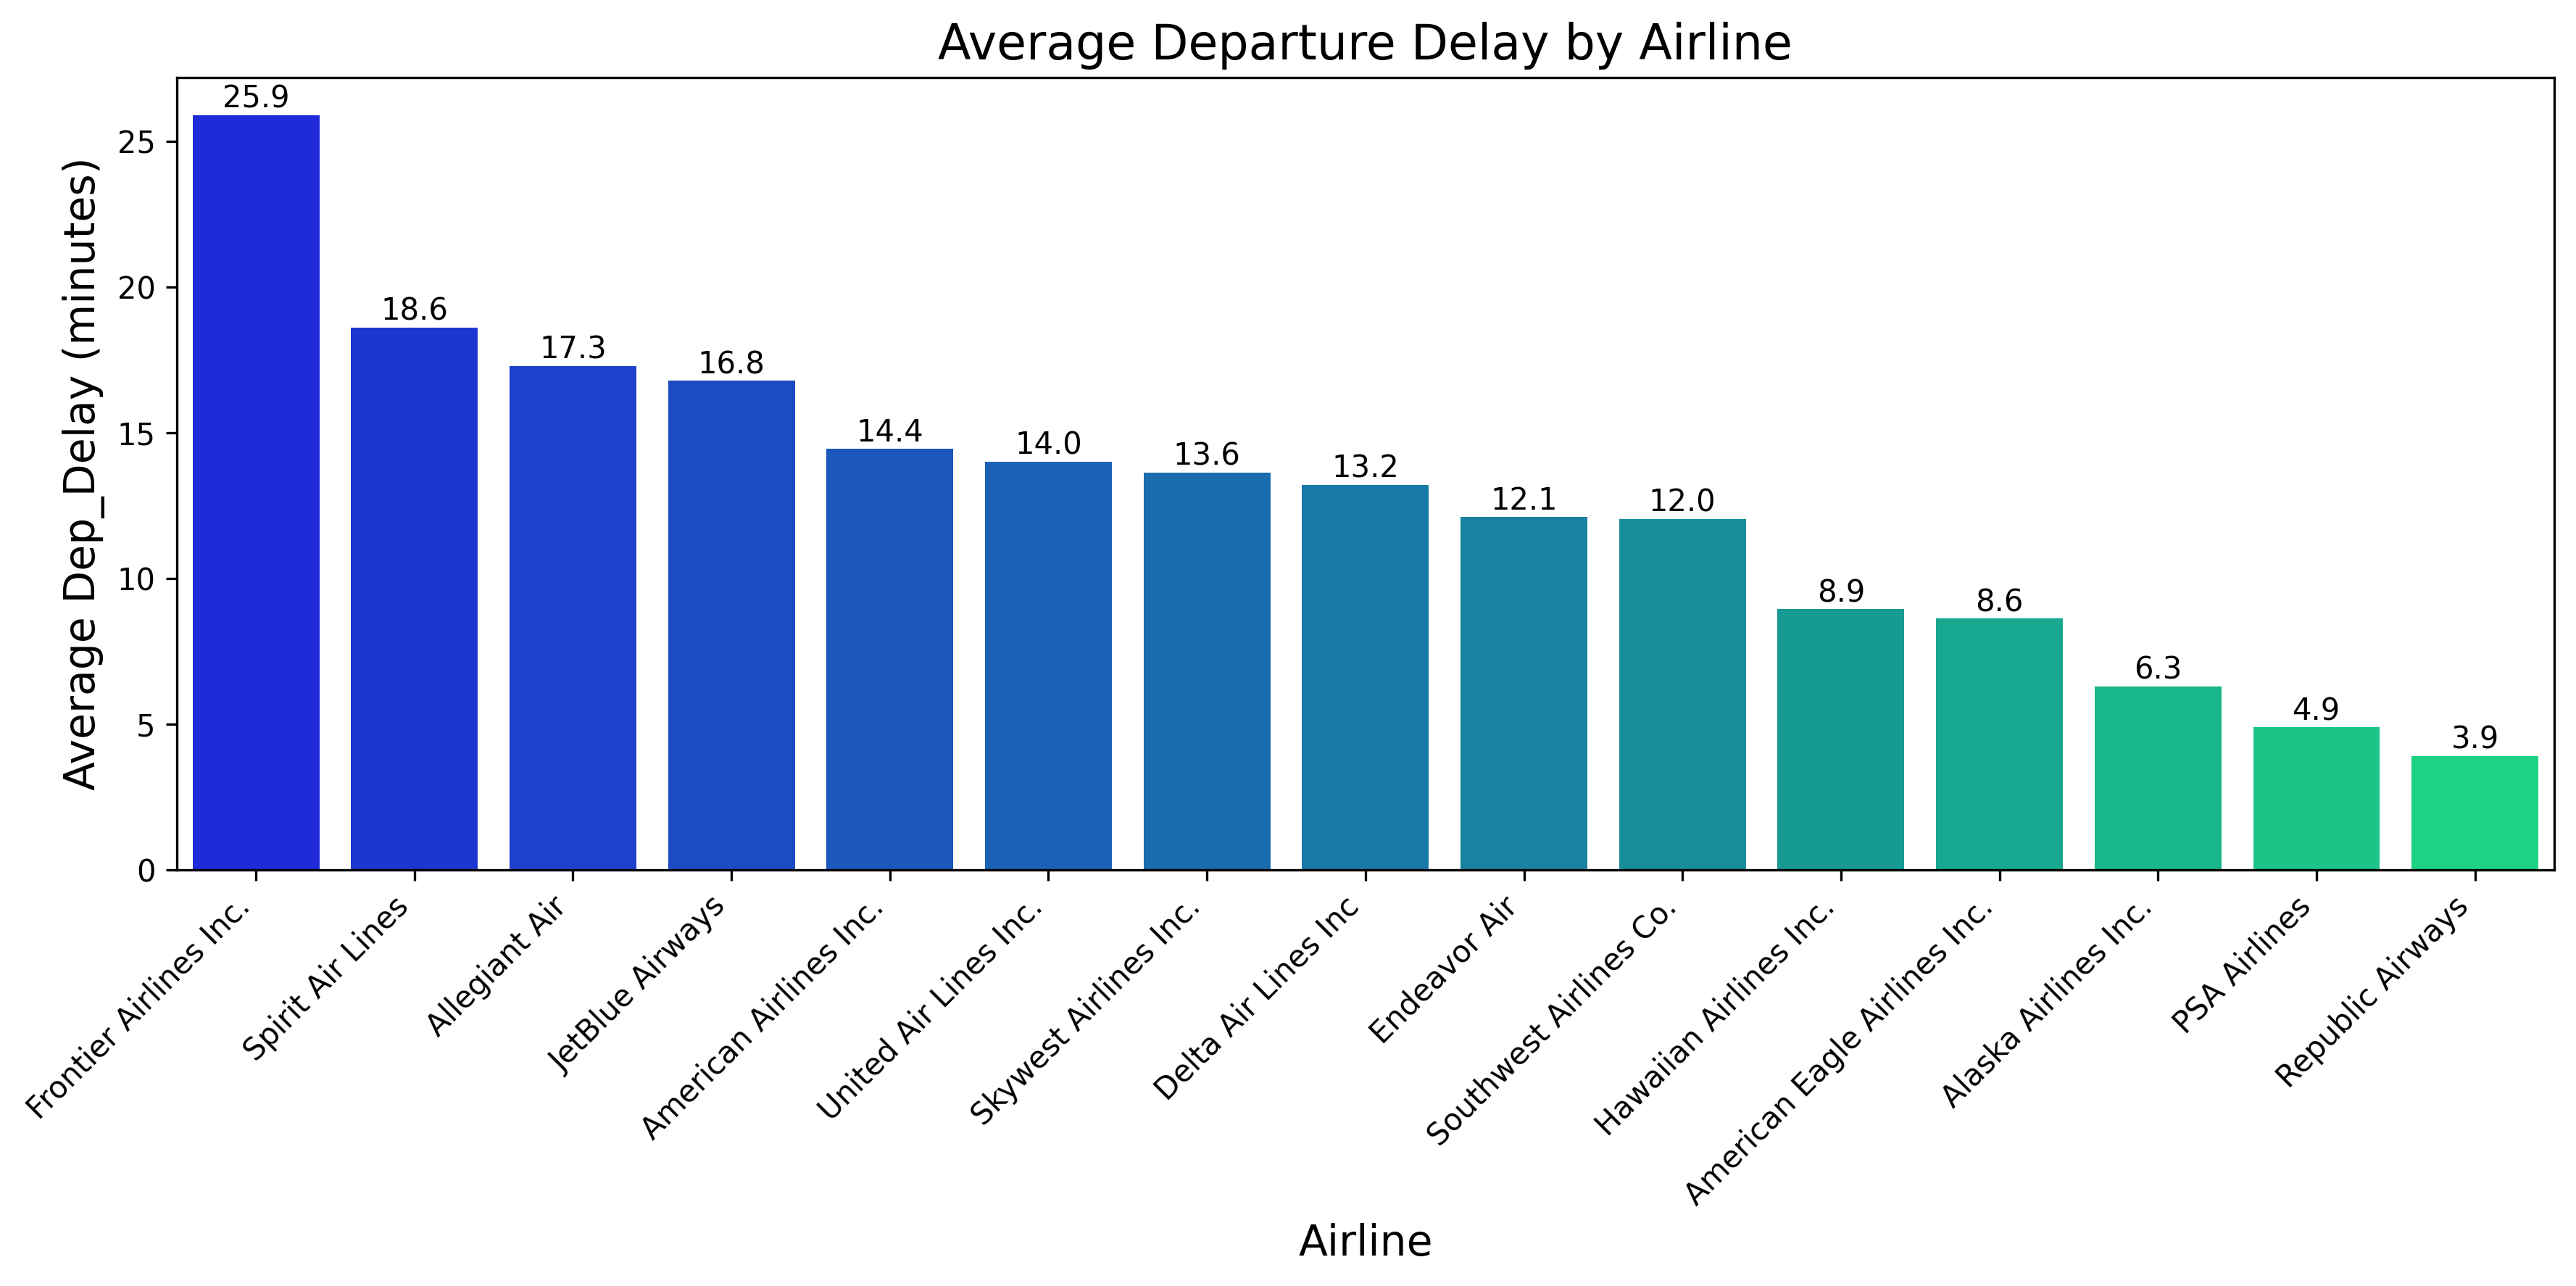 Average Departure Delay by Airline
Average Dep_Delay (minutes)
25
20
15
10
5
0
25.9
18.6
17.3
16.8
14.4
14.0
13.6
13.2
12.1
12.0
8.9
8.6
6.3
4.9
3.9
Frontier Airlines Inc.
Spirit Air Lines
Allegiant Air
JetBlue Airways
American Airlines Inc.
United Air Lines Inc.
Skywest Airlines Inc.
Delta Air Lines Inc
Endeavor Air
Southwest Airlines Co.
Hawaiian Airlines Inc.
American Eagle Airlines Inc.
Alaska Airlines Inc.
PSA Airlines
Republic Airways
Airline